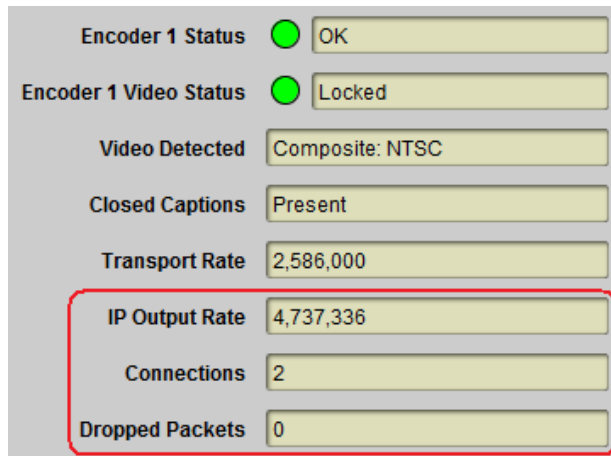 Encoder 1 Status OK
Encoder 1 Video Status Locked
Video Detected Composite: NTSC
Closed Captions Present
Transport Rate 2,586,000
IP Output Rate 4,737,336
Connections 2
Dropped Packets 0